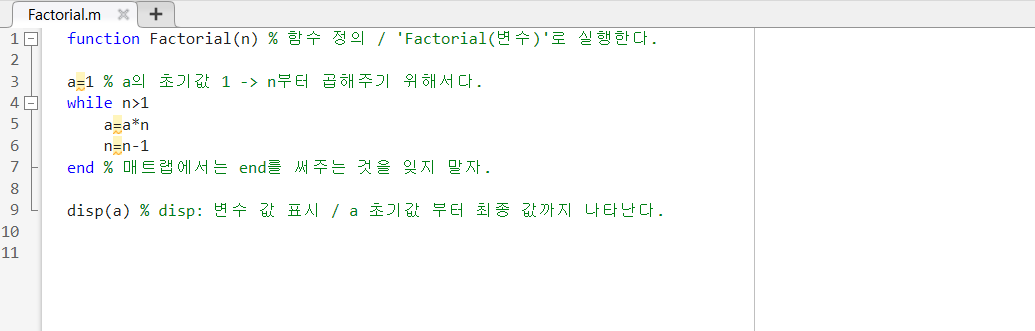 Factorial.m
1 function Factorial(n) % 함수 정의 / 'Factorial(변수)'로 실행한다.
2
3 a=1 % a의 초기값 1 -> n부터 곱해주기 위해서다.
4 while n>1
5 a=a*n
6 n=n-1
7 end % 매트랩에서는 end를 써주는 것을 잊지 말자.
8
9 disp(a) % disp: 변수 값 표시 / a 초기값 부터 최종 값까지 나타난다.
10
11